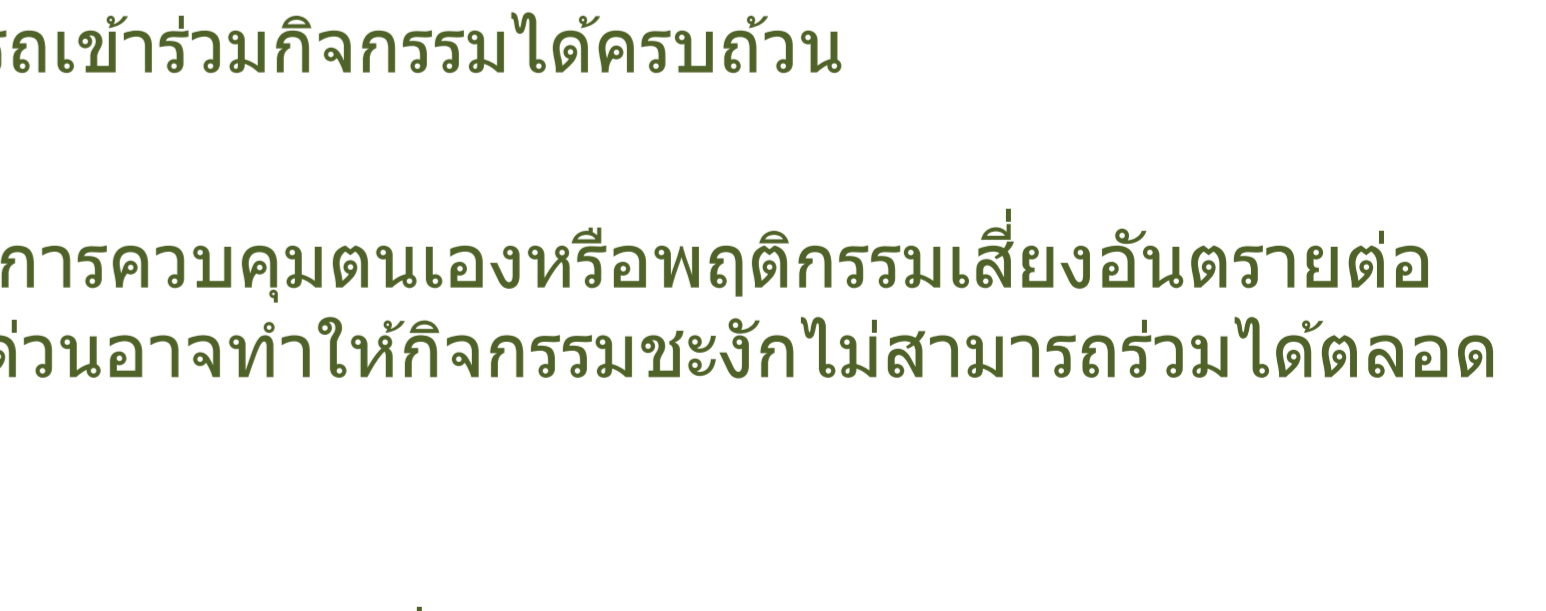 รถเข้าร่วมกิจกรรมได้ครบถ้วน
การควบคุมตนเองหรือพฤติกรรมเสี่ยงอันตรายต่อ
ด่วนอาจทำให้กิจกรรมชะงักไม่สามารถร่วมได้ตลอด